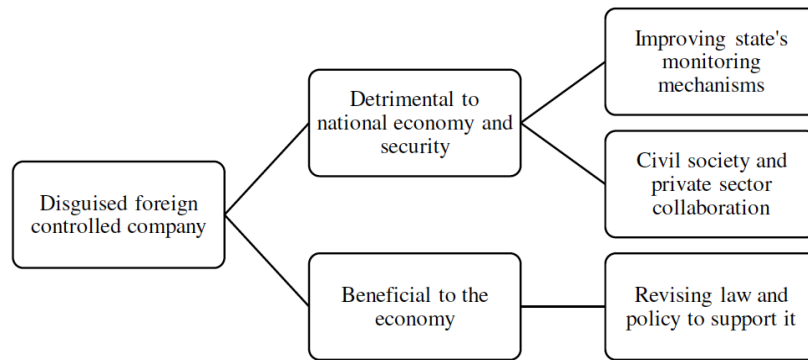 Disguised foreign
controlled company
Detrimental to
national economy and
security
Beneficial to the
economy
Improving state's
monitoring
mechanisms
Civil society and
private sector
collaboration
Revising law and
policy to support it